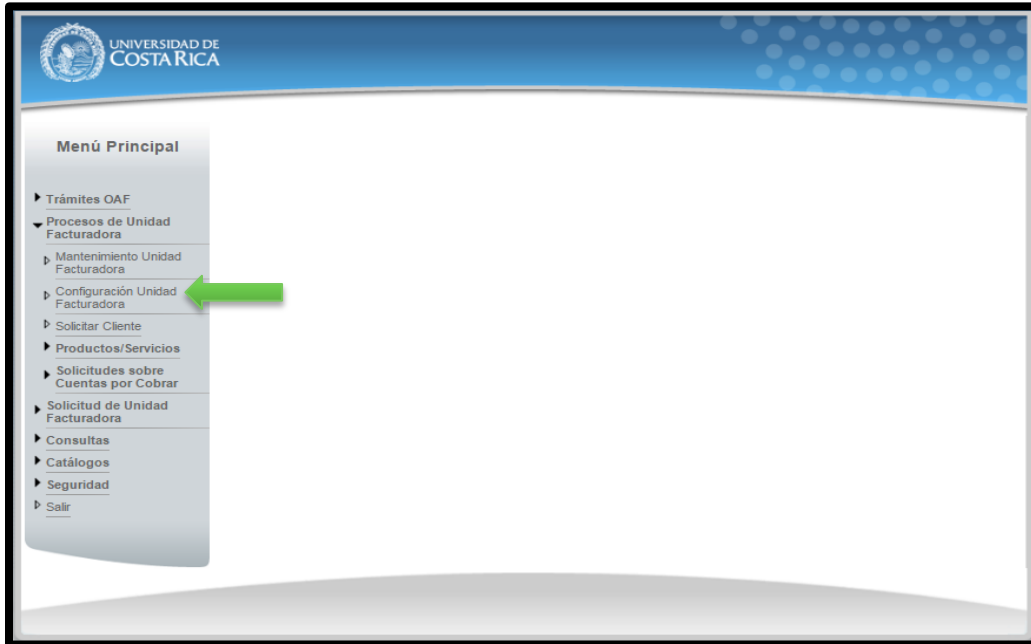 UNIVERSIDAD DE
COSTA RICA
Menú Principal
Trámites OAF
Procesos de Unidad
Facturadora
Mantenimiento Unidad
Facturadora
Configuración Unidad
Facturadora
Solicitar Cliente
Productos/Servicios
Solicitudes sobre
Cuentas por Cobrar
Solicitud de Unidad
Facturadora
Consultas
Catálogos
Seguridad
Salir